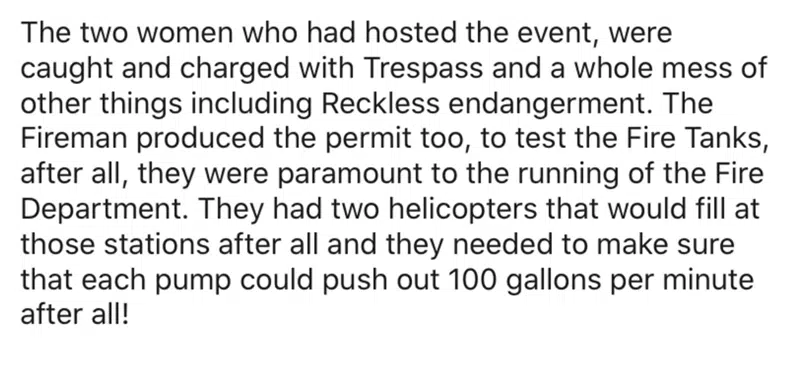 The two women who had hosted the event, were
caught and charged with Trespass and a whole mess of
other things including Reckless endangerment. The
Fireman produced the permit too, to test the Fire Tanks,
after all, they were paramount to the running of the Fire
Department. They had two helicopters that would fill at
those stations after all and they needed to make sure
that each pump could push out 100 gallons per minute
after all!